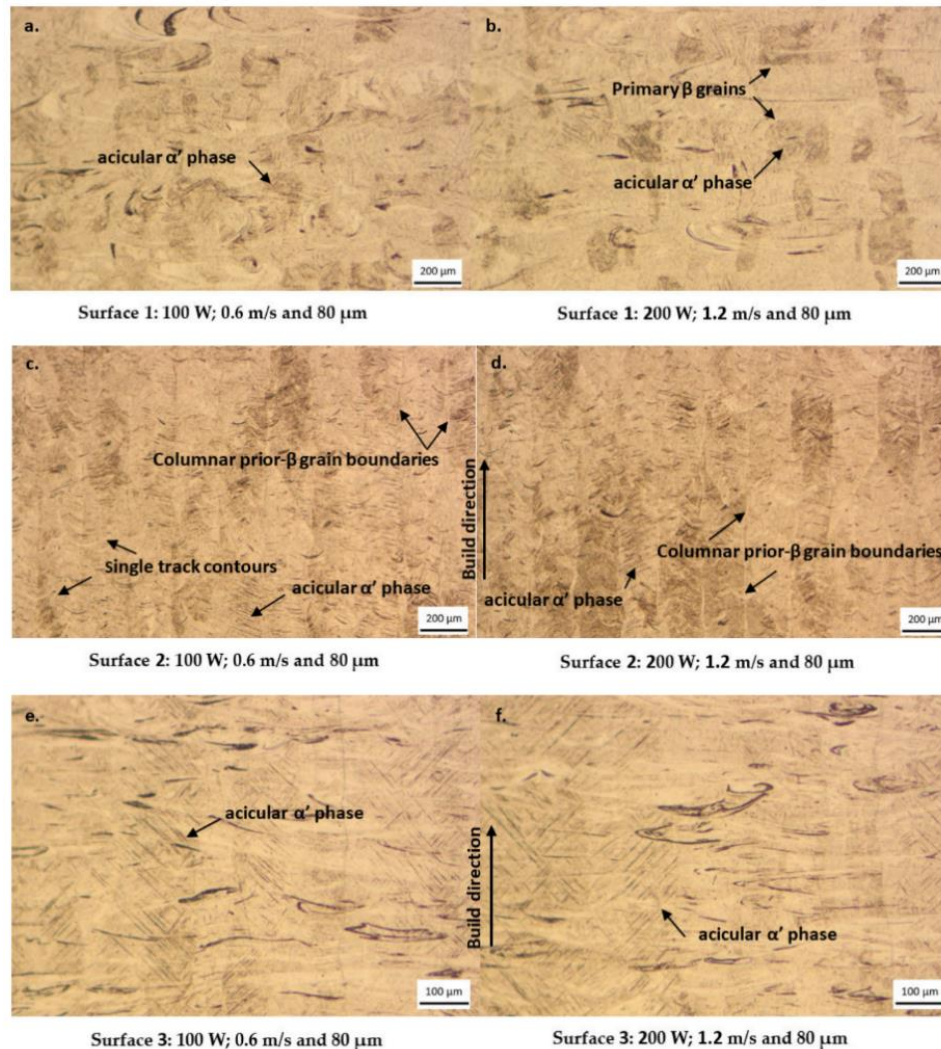 a.
acicular α' phase
200 µm
Surface 1: 100 W; 0.6 m/s and 80 µm
b.
Primary β grains
acicular α' phase
200 µm
Surface 1: 200 W; 1.2 m/s and 80 µm
c.
Columnar prior-β grain boundaries
Single track contours
acicular α' phase
200 µm
Surface 2: 100 W; 0.6 m/s and 80 µm
d.
Build direction
Columnar prior-β grain boundaries
acicular α' phase
200 µm
Surface 2: 200 W; 1.2 m/s and 80 µm
e.
acicular α' phase
100 µm
Surface 3: 100 W; 0.6 m/s and 80 µm
f.
Build direction
acicular α' phase
100 µm
Surface 3: 200 W; 1.2 m/s and 80 µm